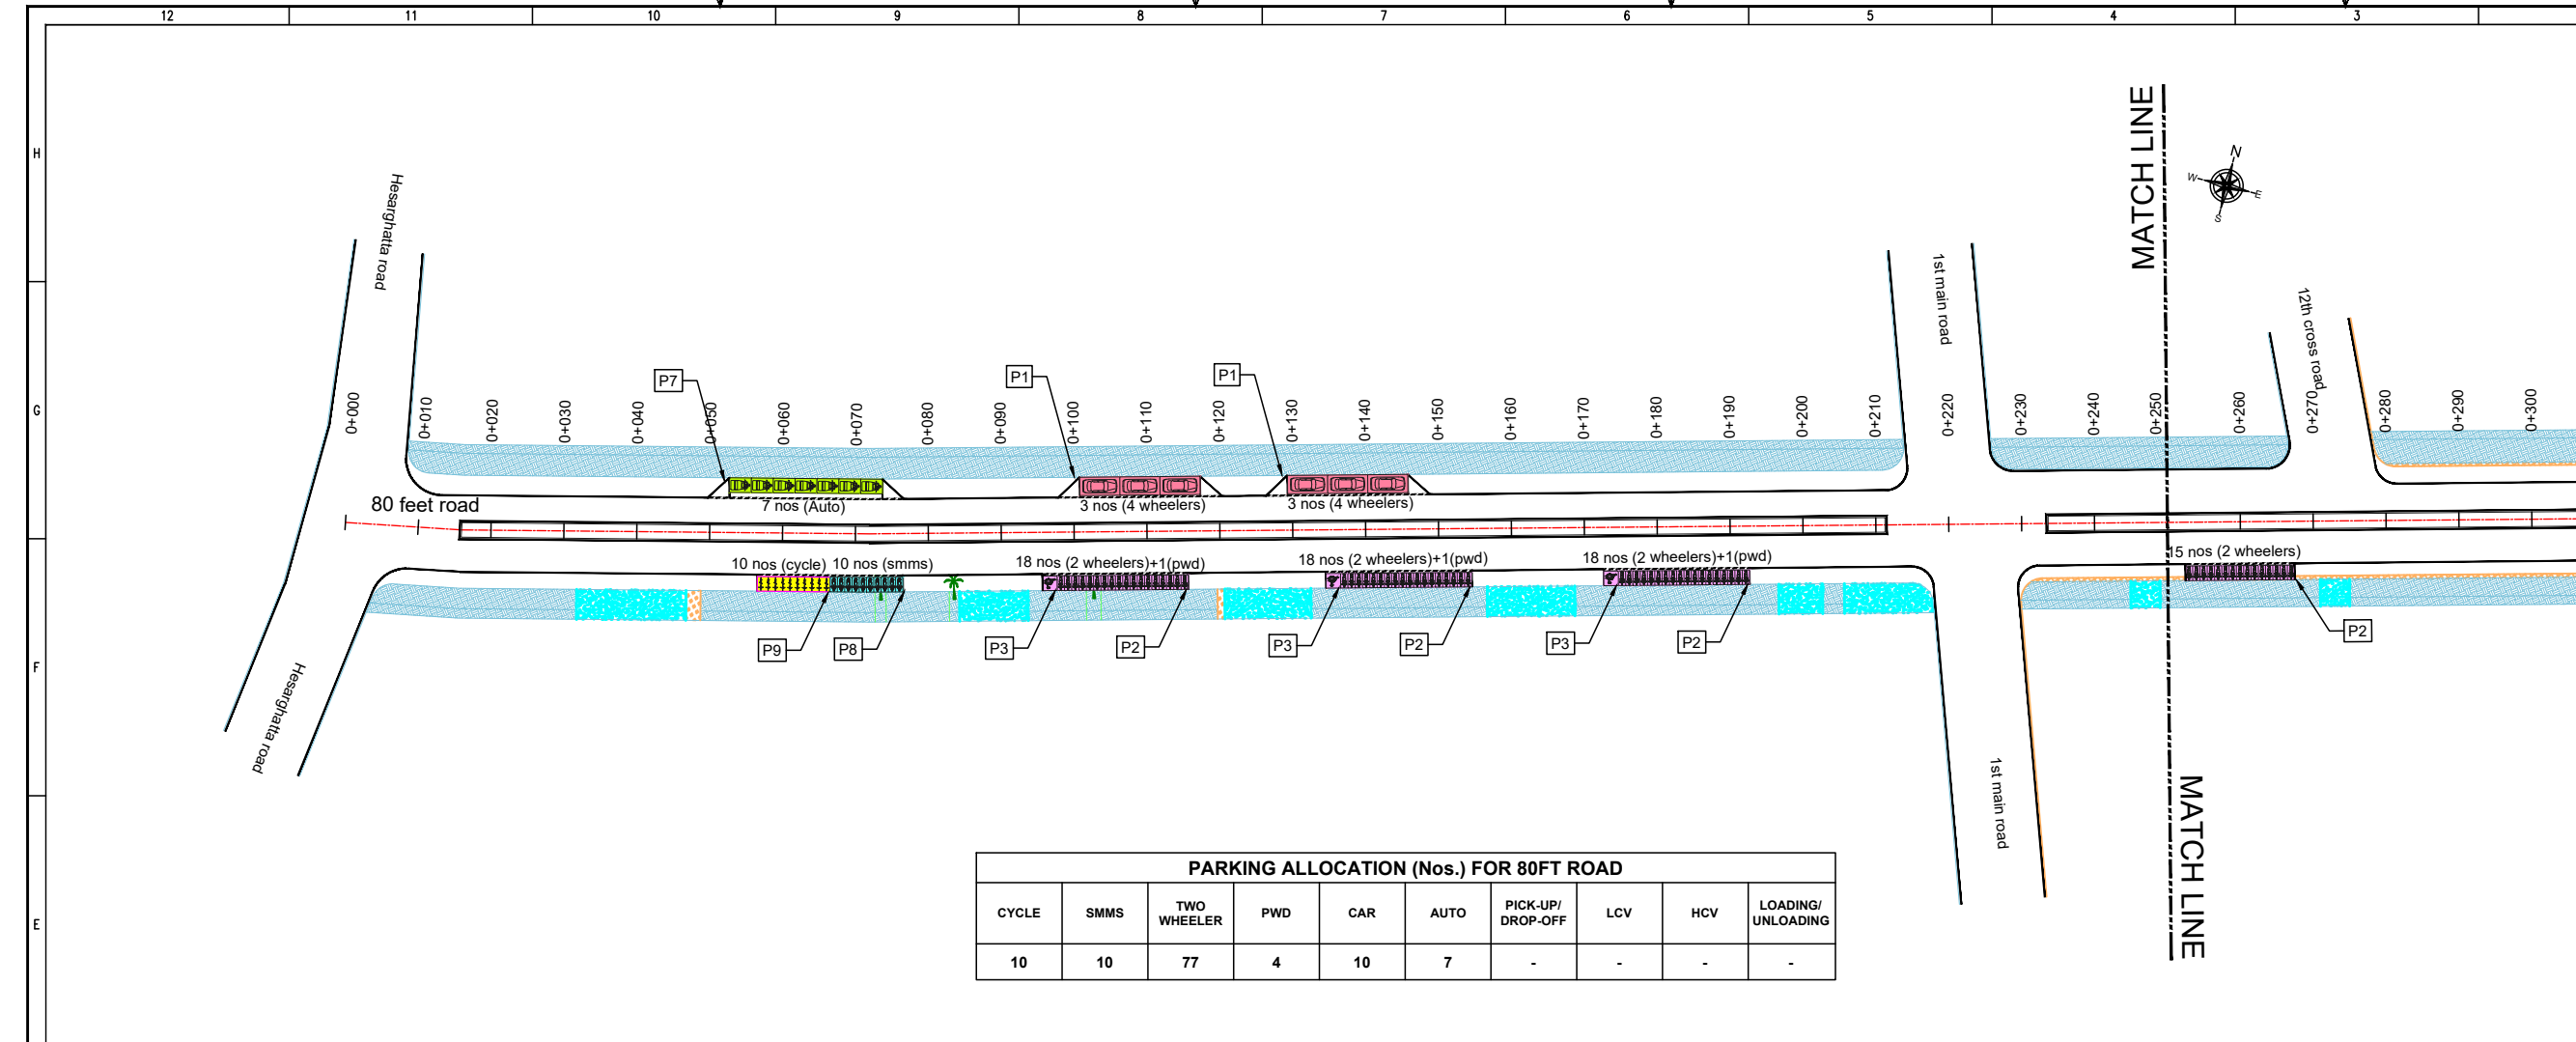 12 11 10 9 8 7 6 5 4 3
H
G
F
E
MATCH LINE
N
W
E
S
Hesarghatta road
1st main road
12th cross road
P7
P1
P1
0+000 0+010 0+020 0+030 0+040 0+050 0+060 0+070 0+080 0+090 0+100 0+110 0+120 0+130 0+140 0+150 0+160 0+170 0+180 0+190 0+200 0+210 0+220 0+230 0+240 0+250 0+260 0+270 0+280 0+290 0+300
80 feet road
7 nos (Auto)
3 nos (4 wheelers)
3 nos (4 wheelers)
10 nos (cycle)
10 nos (smms)
18 nos (2 wheelers)+1(pwd)
18 nos (2 wheelers)+1(pwd)
18 nos (2 wheelers)+1(pwd)
15 nos (2 wheelers)
P9
P8
P3
P2
P3
P2
P3
P2
P2
Hesarghatta road
1st main road
MATCH LINE
PARKING ALLOCATION (Nos.) FOR 80FT ROAD
CYCLE SMMS TWO WHEELER PWD CAR AUTO PICK-UP/ DROP-OFF LCV HCV LOADING/ UNLOADING
10 10 77 4 10 7 - - - -